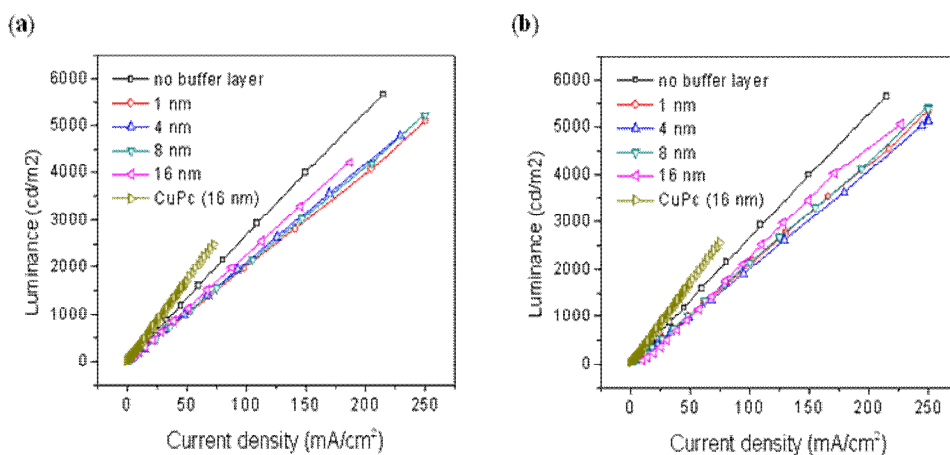 (a)
Luminance (cd/m2)
6000
5000
4000
3000
2000
1000
0
no buffer layer
1 nm
4 nm
8 nm
16 nm
CuPc (16 nm)
0 50 100 150 200 250
Current density (mA/cm²)
(b)
Luminance (cd/m2)
6000
5000
4000
3000
2000
1000
0
no buffer layer
1 nm
4 nm
8 nm
16 nm
CuPc (16 nm)
0 50 100 150 200 250
Current density (mA/cm²)